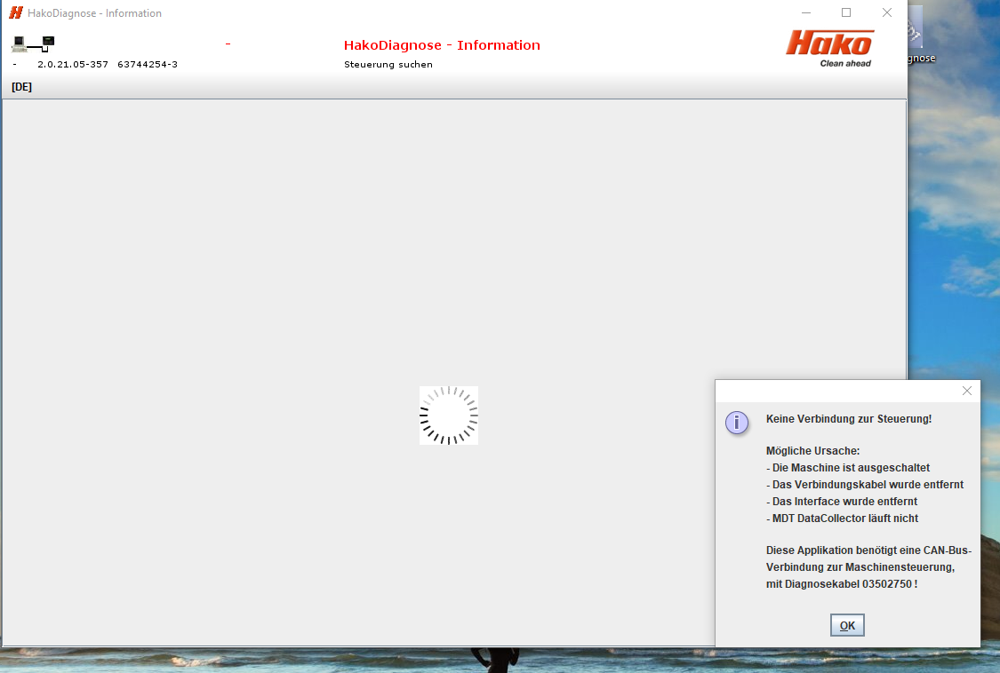 HakoDiagnose - Information
-
HakoDiagnose - Information
Hako
Clean ahead
- 2.0.21.05-357 63744254-3
Steuerung suchen
gnose
[DE]
Keine Verbindung zur Steuerung!
Mögliche Ursache:
- Die Maschine ist ausgeschaltet
- Das Verbindungskabel wurde entfernt
- Das Interface wurde entfernt
- MDT DataCollector läuft nicht
Diese Applikation benötigt eine CAN-Bus-
Verbindung zur Maschinensteuerung,
mit Diagnosekabel 03502750 !
OK